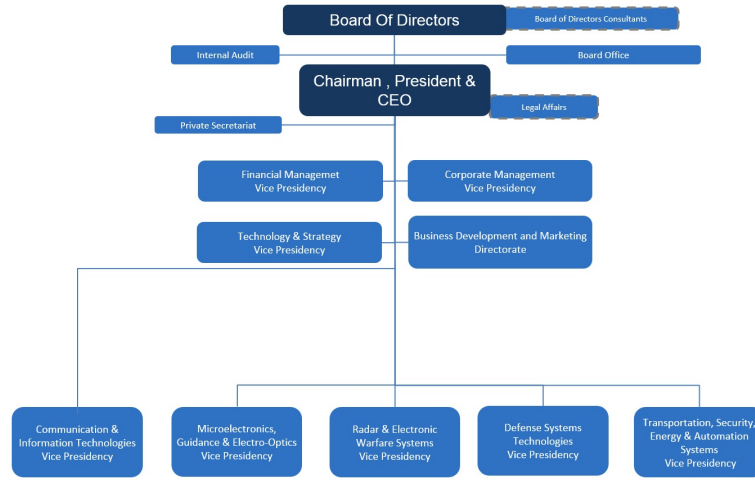 Board Of Directors
Board of Directors Consultants
Internal Audit
Board Office
Chairman , President &
CEO
Legal Affairs
Private Secretariat
Financial Managemet
Vice Presidency
Corporate Management
Vice Presidency
Technology & Strategy
Vice Presidency
Business Development and Marketing
Directorate
Communication &
Information Technologies
Vice Presidency
Microelectronics,
Guidance & Electro-Optics
Vice Presidency
Radar & Electronic
Warfare Systems
Vice Presidency
Defense Systems
Technologies
Vice Presidency
Transportation, Security,
Energy & Automation
Systems
Vice Presidency